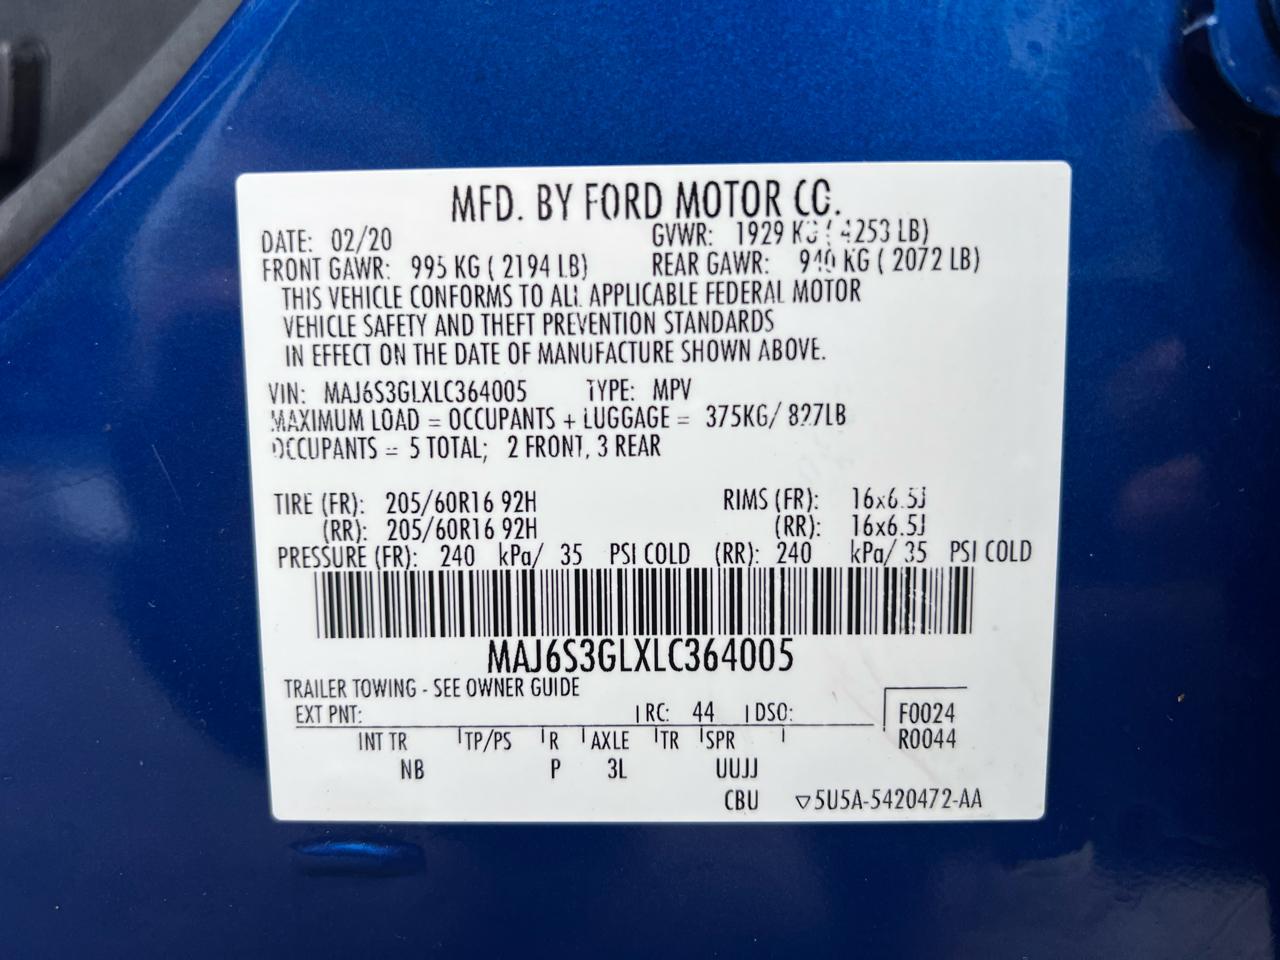 MFD. BY FORD MOTOR CO.
DATE: 02/20 GVWR: 1929 KG ( 4253 LB)
FRONT GAWR: 995 KG ( 2194 LB) REAR GAWR: 940 KG ( 2072 LB)
THIS VEHICLE CONFORMS TO ALL APPLICABLE FEDERAL MOTOR
VEHICLE SAFETY AND THEFT PREVENTION STANDARDS
IN EFFECT ON THE DATE OF MANUFACTURE SHOWN ABOVE.
VIN: MAJ6S3GLXLC364005 TYPE: MPV
MAXIMUM LOAD = OCCUPANTS + LUGGAGE = 375KG/ 827LB
OCCUPANTS = 5 TOTAL; 2 FRONT, 3 REAR
TIRE (FR): 205/60R16 92H RIMS (FR): 16x6.5J
(RR): 205/60R16 92H (RR): 16x6.5J
PRESSURE (FR): 240 kPa/ 35 PSI COLD (RR): 240 kPa/ 35 PSI COLD
MAJ6S3GLXLC364005
TRAILER TOWING - SEE OWNER GUIDE
EXT PNT: RC: 44 DSO: F0024
INT TR TP/PS R AXLE TR SPR R0044
NB P 3L UUJJ
CBU ▽5U5A-5420472-AA